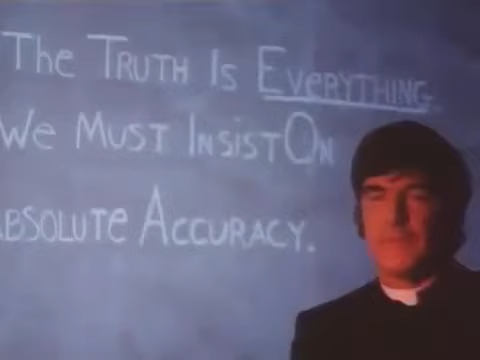 The Truth Is Everything.
We Must Insist On
Absolute Accuracy.